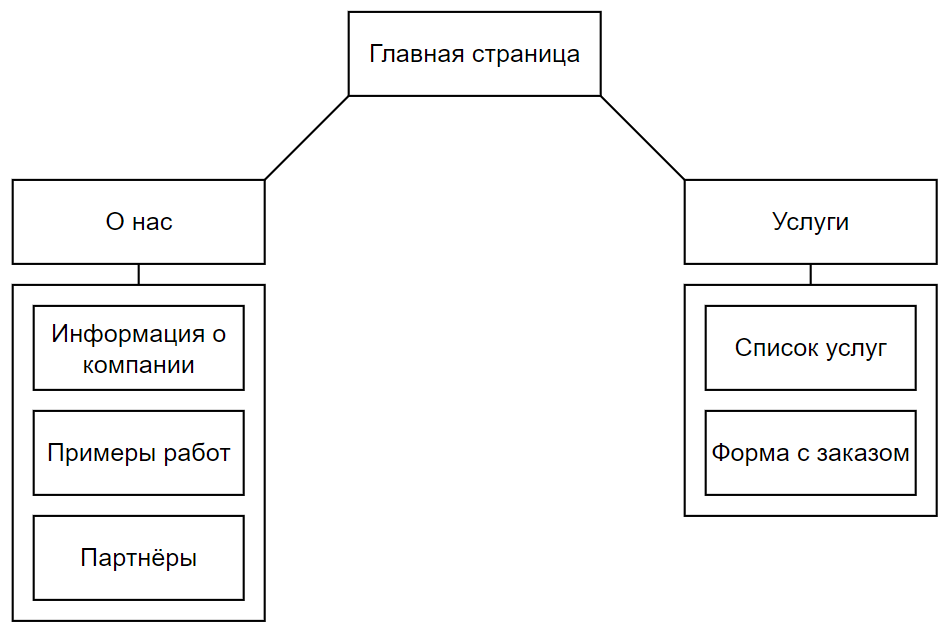 Главная страница
О нас
Услуги
Информация о
компании
Примеры работ
Партнёры
Список услуг
Форма с заказом